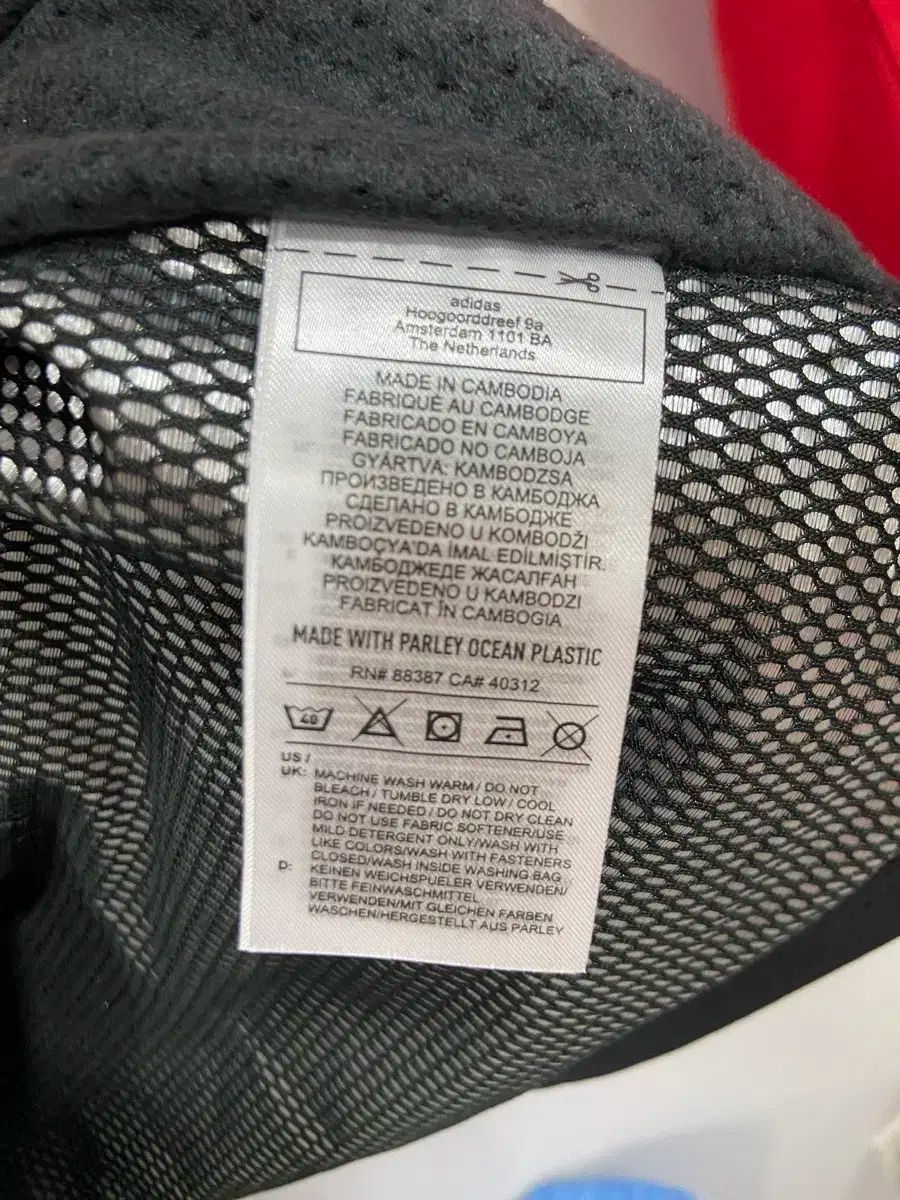 adidas
Hoogoorddreef 9a
Amsterdam 1101 BA
The Netherlands
MADE IN CAMBODIA
FABRIQUÉ AU CAMBODGE
FABRICADO EN CAMBOYA
FABRICADO NO CAMBOJA
GYÁRTVA: KAMBODZSA
ПРОИЗВЕДЕНО В КАМБОДЖА
СДЕЛАНО В КАМБОДЖЕ
PROIZVEDENO U KOMBODŽI
KAMBOÇYA'DA İMAL EDİLMİŞTİR.
КАМБОДЖЕДЕ ЖАСАЛҒАН
PROIZVEDENO U KAMBODZI
FABRICAT ÎN CAMBOGIA
MADE WITH PARLEY OCEAN PLASTIC
RN# 88387 CA# 40312
40
US /
UK: MACHINE WASH WARM / DO NOT
BLEACH / TUMBLE DRY LOW / COOL
IRON IF NEEDED / DO NOT DRY CLEAN
DO NOT USE FABRIC SOFTENER/USE
MILD DETERGENT ONLY/WASH WITH
LIKE COLORS/WASH WITH FASTENERS
CLOSED/WASH INSIDE WASHING BAG
D: KEINEN WEICHSPUELER VERWENDEN/
BITTE FEINWASCHMITTEL
VERWENDEN/MIT GLEICHEN FARBEN
WASCHEN/HERGESTELLT AUS PARLEY